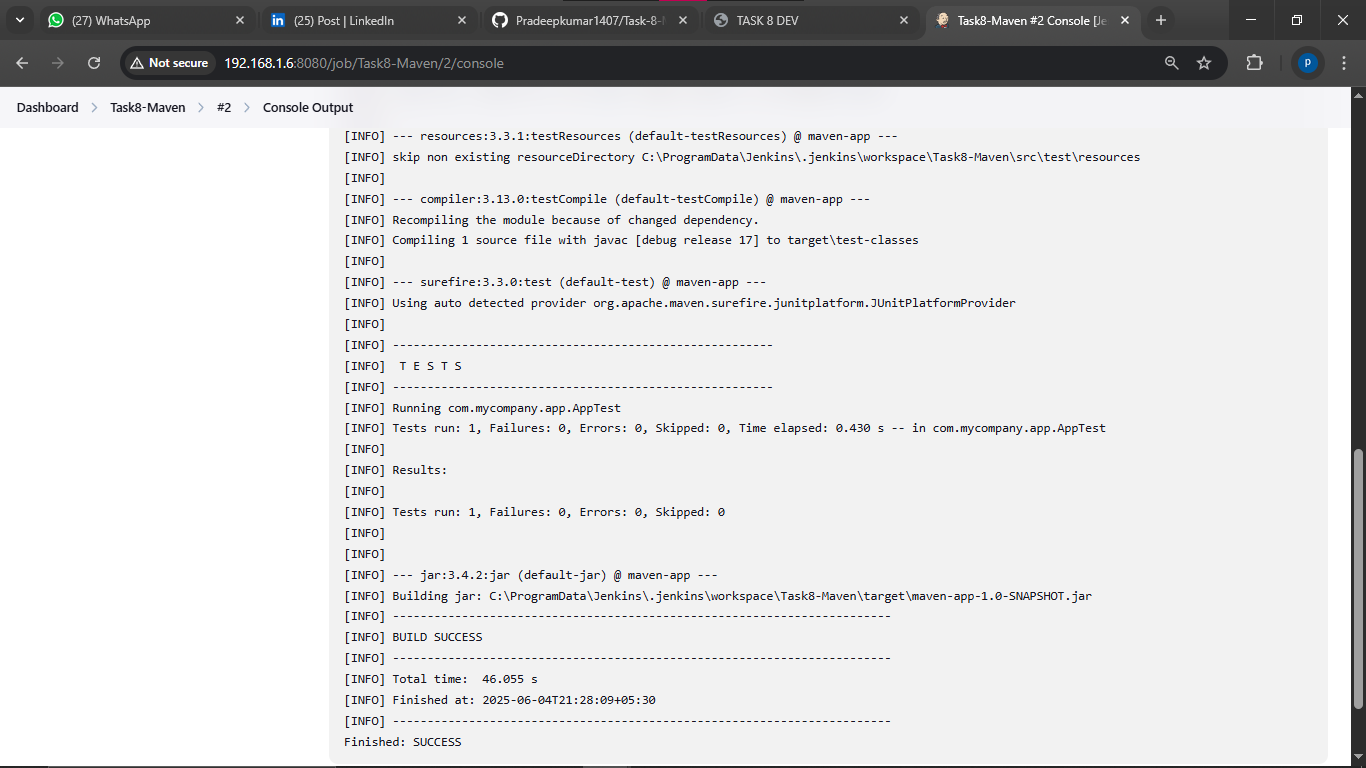 (27) WhatsApp
(25) Post | LinkedIn
Pradeepkumar1407/Task-8-
TASK 8 DEV
Task8-Maven #2 Console [Je
Not secure
192.168.1.6:8080/job/Task8-Maven/2/console
p
Dashboard
Task8-Maven
#2
Console Output
[INFO] --- resources:3.3.1:testResources (default-testResources) @ maven-app ---
[INFO] skip non existing resourceDirectory C:\ProgramData\Jenkins\.jenkins\workspace\Task8-Maven\src\test\resources
[INFO]
[INFO] --- compiler:3.13.0:testCompile (default-testCompile) @ maven-app ---
[INFO] Recompiling the module because of changed dependency.
[INFO] Compiling 1 source file with javac [debug release 17] to target\test-classes
[INFO]
[INFO] --- surefire:3.3.0:test (default-test) @ maven-app ---
[INFO] Using auto detected provider org.apache.maven.surefire.junitplatform.JUnitPlatformProvider
[INFO]
[INFO] -------------------------------------------------------
[INFO]  T E S T S
[INFO] -------------------------------------------------------
[INFO] Running com.mycompany.app.AppTest
[INFO] Tests run: 1, Failures: 0, Errors: 0, Skipped: 0, Time elapsed: 0.430 s -- in com.mycompany.app.AppTest
[INFO]
[INFO] Results:
[INFO]
[INFO] Tests run: 1, Failures: 0, Errors: 0, Skipped: 0
[INFO]
[INFO]
[INFO] --- jar:3.4.2:jar (default-jar) @ maven-app ---
[INFO] Building jar: C:\ProgramData\Jenkins\.jenkins\workspace\Task8-Maven\target\maven-app-1.0-SNAPSHOT.jar
[INFO] ------------------------------------------------------------------------
[INFO] BUILD SUCCESS
[INFO] ------------------------------------------------------------------------
[INFO] Total time:  46.055 s
[INFO] Finished at: 2025-06-04T21:28:09+05:30
[INFO] ------------------------------------------------------------------------
Finished: SUCCESS